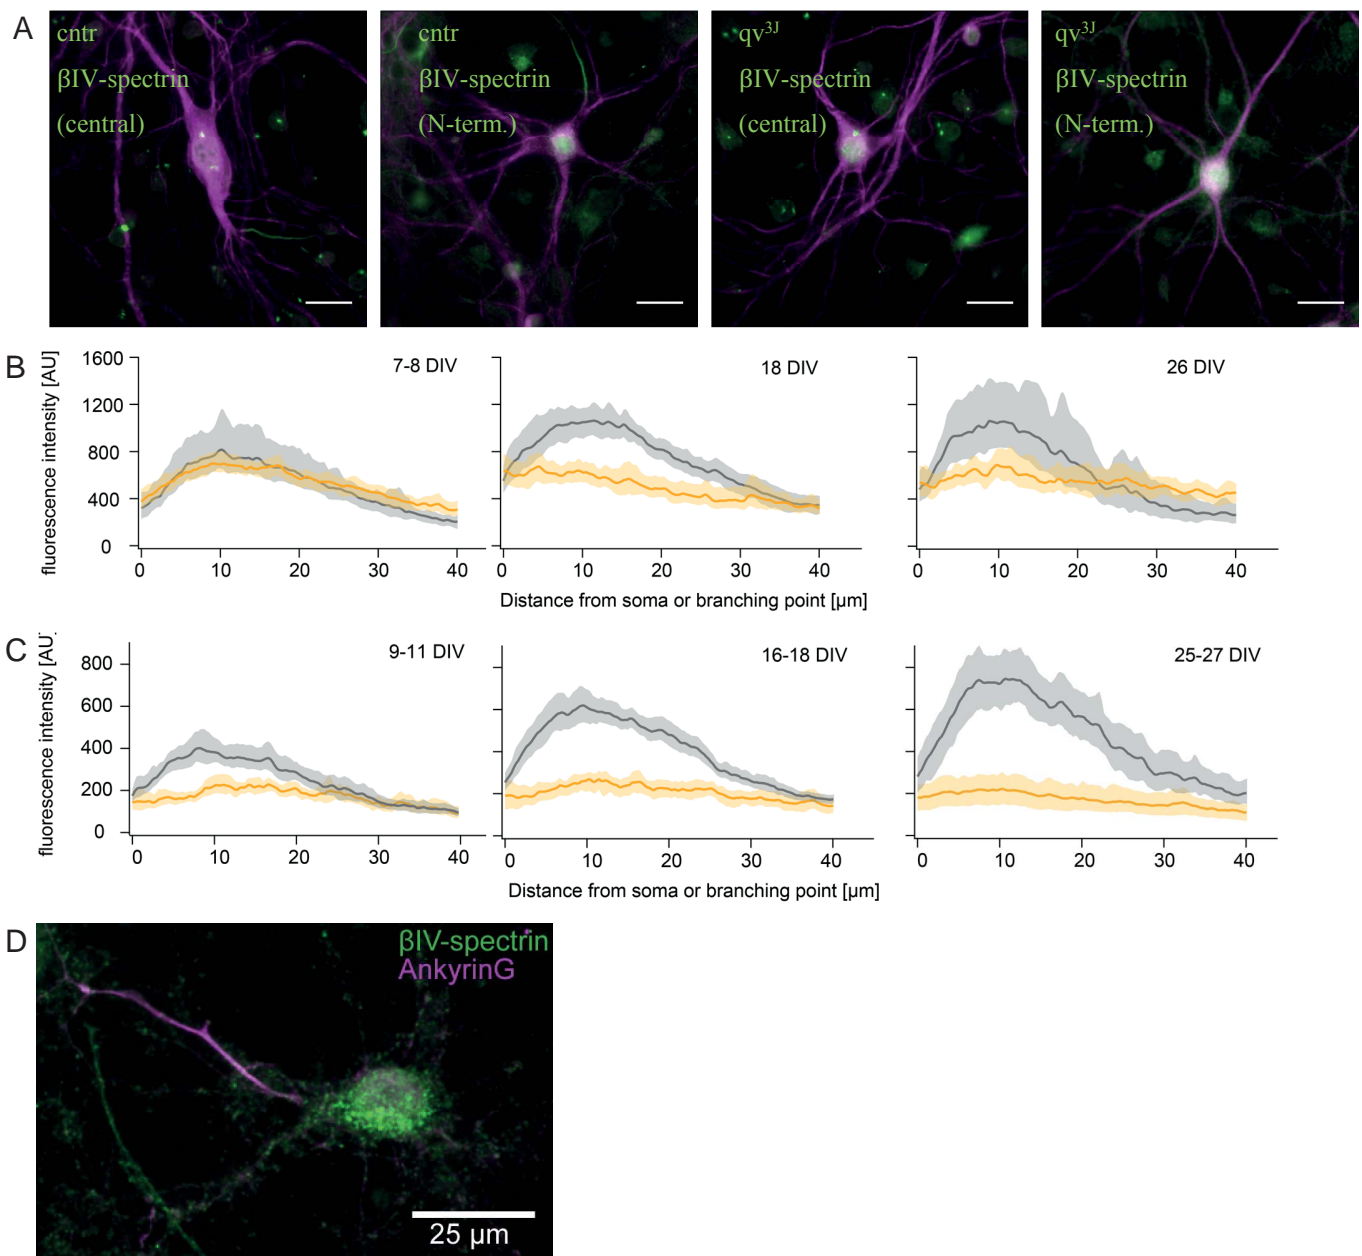 A
cntr
βIV-spectrin
(central)
cntr
βIV-spectrin
(N-term.)
qv³ᴶ
βIV-spectrin
(central)
qv³ᴶ
βIV-spectrin
(N-term.)
B
fluorescence intensity [AU]
1600
1200
800
400
0
7-8 DIV
18 DIV
26 DIV
0 10 20 30 40
0 10 20 30 40
0 10 20 30 40
Distance from soma or branching point [µm]
C
fluorescence intensity [AU]
800
600
400
200
0
9-11 DIV
16-18 DIV
25-27 DIV
0 10 20 30 40
0 10 20 30 40
0 10 20 30 40
Distance from soma or branching point [µm]
D
βIV-spectrin
AnkyrinG
25 µm